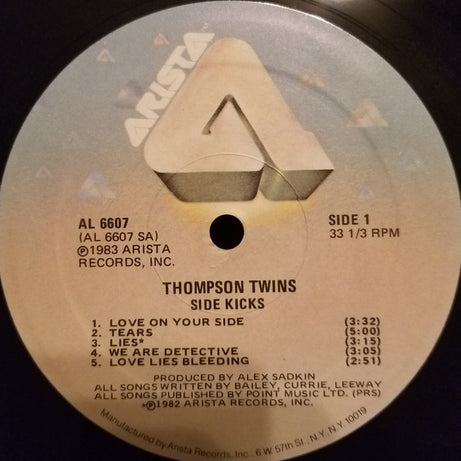 ARISTA
AL 6607
(AL 6607 SA)
℗1983 ARISTA
RECORDS, INC.
SIDE 1
33 1/3 RPM
THOMPSON TWINS
SIDE KICKS
1. LOVE ON YOUR SIDE (3:32)
2. TEARS (5:00)
3. LIES* (3:15)
4. WE ARE DETECTIVE (3:05)
5. LOVE LIES BLEEDING (2:51)
PRODUCED BY ALEX SADKIN
ALL SONGS WRITTEN BY BAILEY, CURRIE, LEEWAY
ALL SONGS PUBLISHED BY POINT MUSIC LTD. (PRS)
*℗1982 ARISTA RECORDS, INC.
Manufactured by Arista Records, Inc., 6 W 57th St., N.Y., N.Y. 10019